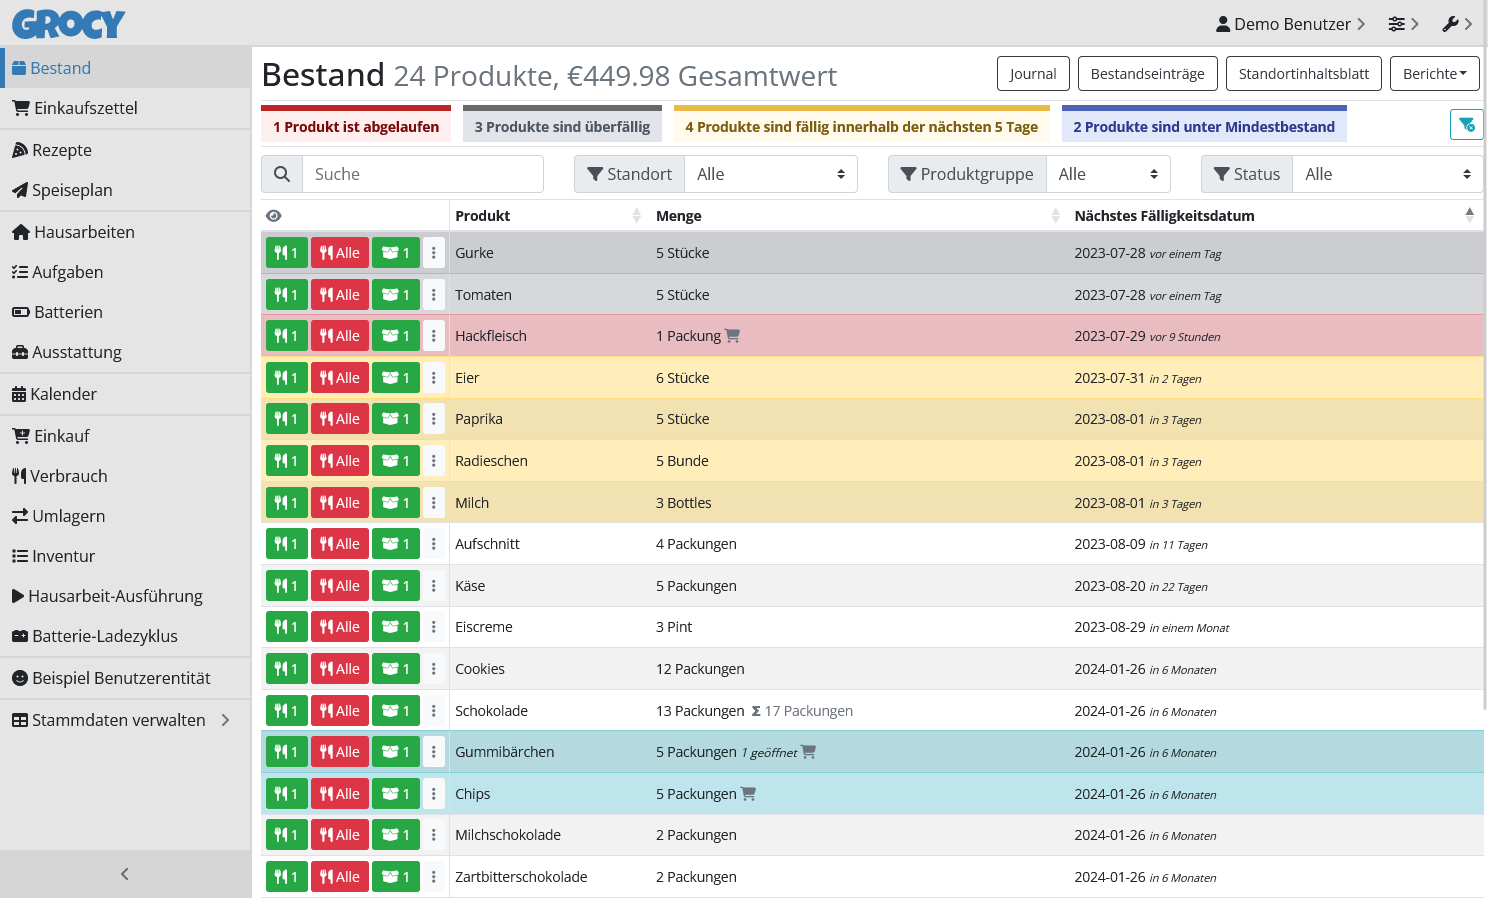 GROCY
Demo Benutzer
Bestand
Einkaufszettel
Rezepte
Speiseplan
Hausarbeiten
Aufgaben
Batterien
Ausstattung
Kalender
Einkauf
Verbrauch
Umlagern
Inventur
Hausarbeit-Ausführung
Batterie-Ladezyklus
Beispiel Benutzerentität
Stammdaten verwalten
Bestand 24 Produkte, €449.98 Gesamtwert
Journal Bestandseinträge Standortinhaltsblatt Berichte
1 Produkt ist abgelaufen 3 Produkte sind überfällig 4 Produkte sind fällig innerhalb der nächsten 5 Tage 2 Produkte sind unter Mindestbestand
Suche Standort Alle Produktgruppe Alle Status Alle
Produkt Menge Nächstes Fälligkeitsdatum
1 Alle 1 Gurke 5 Stücke 2023-07-28 vor einem Tag
1 Alle 1 Tomaten 5 Stücke 2023-07-28 vor einem Tag
1 Alle 1 Hackfleisch 1 Packung 2023-07-29 vor 9 Stunden
1 Alle 1 Eier 6 Stücke 2023-07-31 in 2 Tagen
1 Alle 1 Paprika 5 Stücke 2023-08-01 in 3 Tagen
1 Alle 1 Radieschen 5 Bunde 2023-08-01 in 3 Tagen
1 Alle 1 Milch 3 Bottles 2023-08-01 in 3 Tagen
1 Alle 1 Aufschnitt 4 Packungen 2023-08-09 in 11 Tagen
1 Alle 1 Käse 5 Packungen 2023-08-20 in 22 Tagen
1 Alle 1 Eiscreme 3 Pint 2023-08-29 in einem Monat
1 Alle 1 Cookies 12 Packungen 2024-01-26 in 6 Monaten
1 Alle 1 Schokolade 13 Packungen Σ 17 Packungen 2024-01-26 in 6 Monaten
1 Alle 1 Gummibärchen 5 Packungen 1 geöffnet 2024-01-26 in 6 Monaten
1 Alle 1 Chips 5 Packungen 2024-01-26 in 6 Monaten
1 Alle 1 Milchschokolade 2 Packungen 2024-01-26 in 6 Monaten
1 Alle 1 Zartbitterschokolade 2 Packungen 2024-01-26 in 6 Monaten